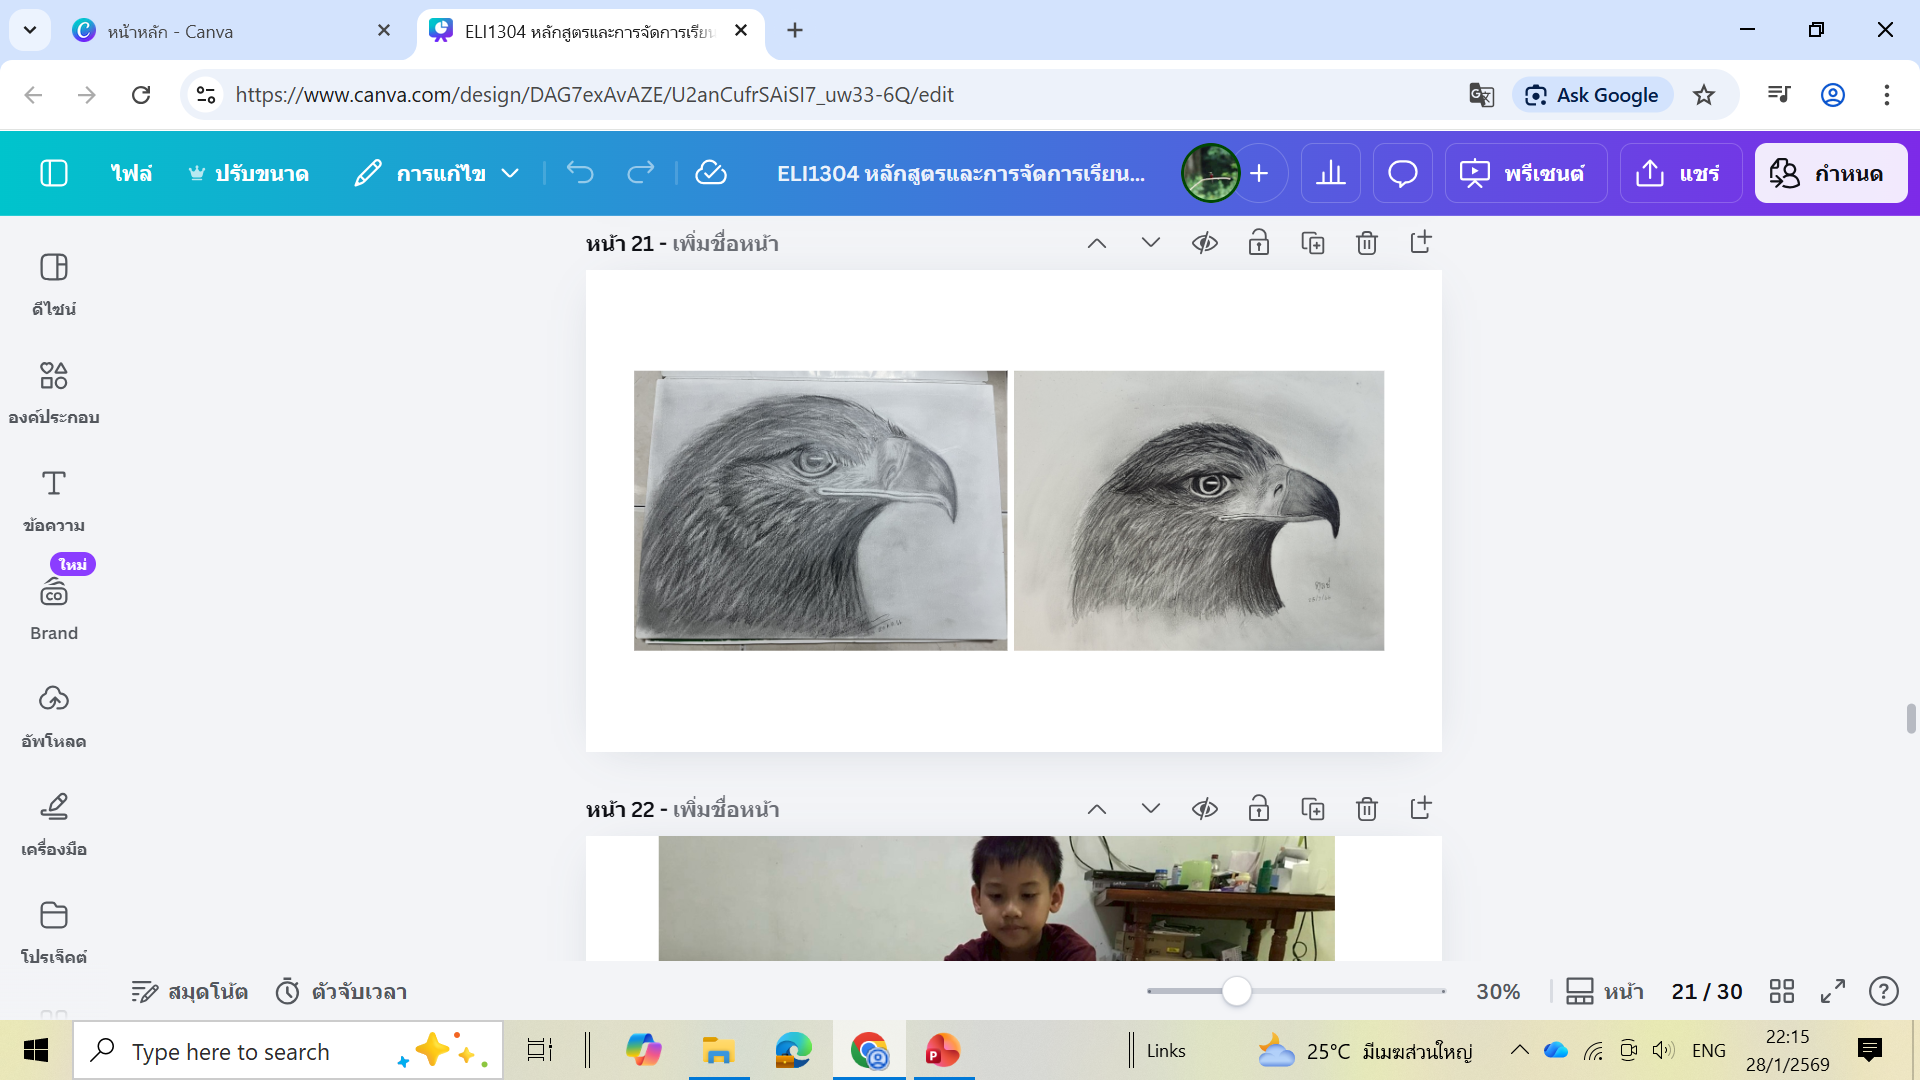 หน้าหลัก - Canva
ELI1304 หลักสูตรและการจัดการเรียน
https://www.canva.com/design/DAG7exAvAZE/U2anCufrSAiSI7_uw33-6Q/edit
Ask Google
ไฟล์
ปรับขนาด
การแก้ไข
ELI1304 หลักสูตรและการจัดการเรียน...
พรีเซนต์
แชร์
กำหนด
ดีไซน์
องค์ประกอบ
ข้อความ
ใหม่
Brand
อัพโหลด
เครื่องมือ
โปรเจ็คต์
หน้า 21 - เพิ่มชื่อหน้า
หน้า 22 - เพิ่มชื่อหน้า
สมุดโน้ต
ตัวจับเวลา
30%
หน้า
21 / 30
Type here to search
Links
25°C มีเมฆส่วนใหญ่
ENG
22:15
28/1/2569